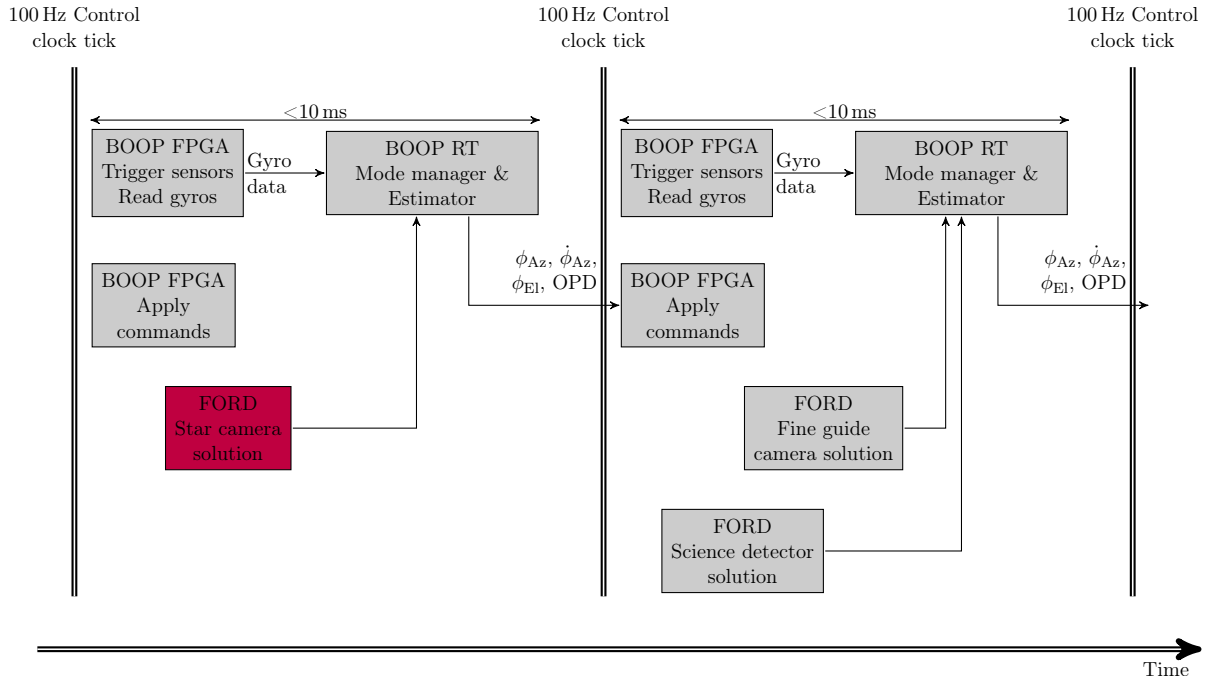 100 Hz Control
clock tick
100 Hz Control
clock tick
100 Hz Control
clock tick
<10 ms
BOOP FPGA
Trigger sensors
Read gyros
Gyro
data
BOOP RT
Mode manager &
Estimator
<10 ms
BOOP FPGA
Trigger sensors
Read gyros
Gyro
data
BOOP RT
Mode manager &
Estimator
BOOP FPGA
Apply
commands
ϕAz, ϕ̇Az,
ϕEl, OPD
BOOP FPGA
Apply
commands
ϕAz, ϕ̇Az,
ϕEl, OPD
FORD
Star camera
solution
FORD
Fine guide
camera solution
FORD
Science detector
solution
Time